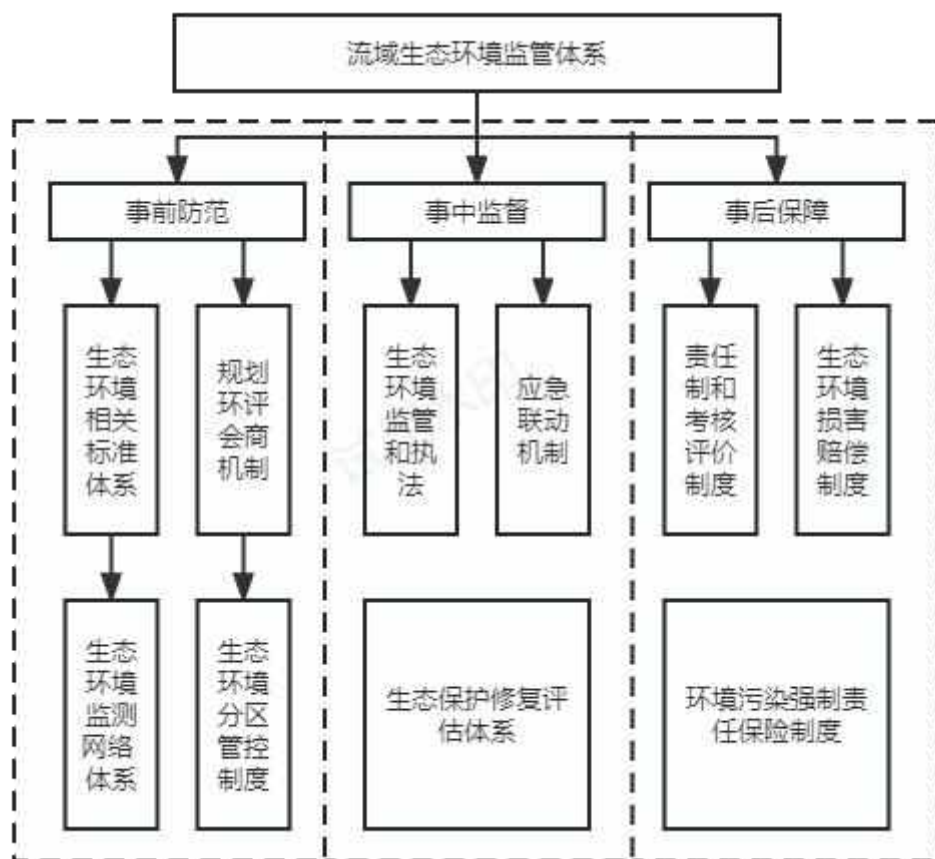 流域生态环境监管体系
事前防范
事中监督
事后保障
生态
环境
相关
标准
体系
规划
环评
会商
机制
生态
环境
监管
和执
法
应急
联动
机制
责任
制和
考核
评价
制度
生态
环境
损害
赔偿
制度
生态
环境
监测
网络
体系
生态
环境
分区
管控
制度
生态保护修复评
估体系
环境污染强制责
任保险制度